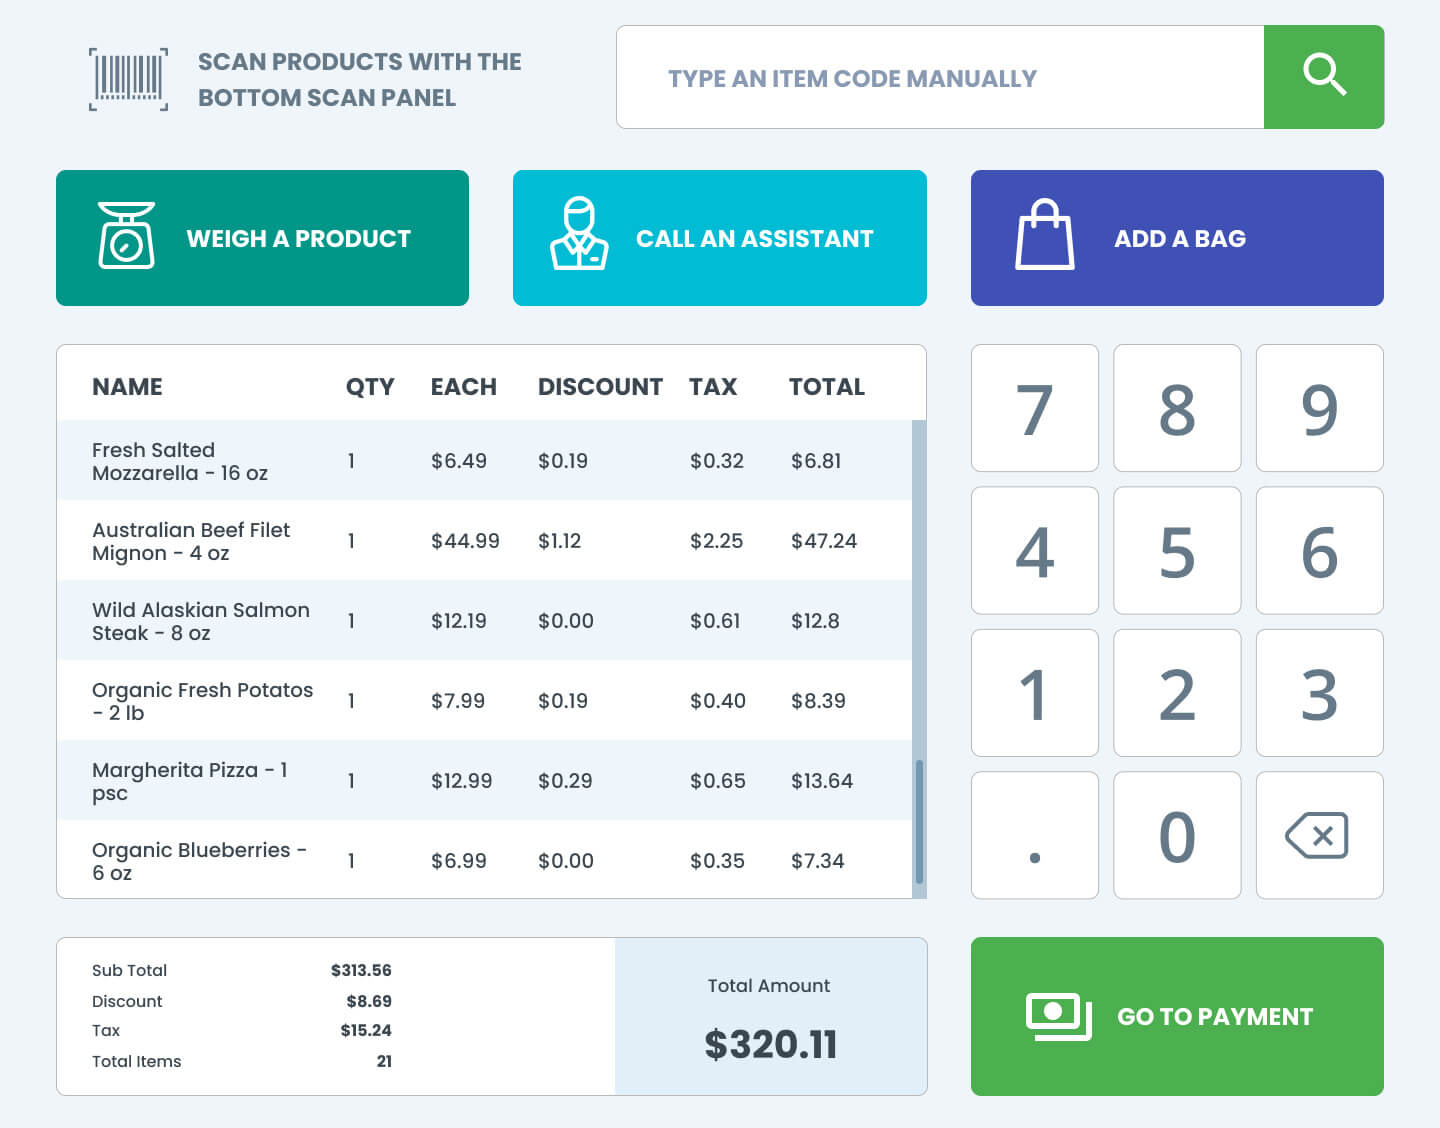 SCAN PRODUCTS WITH THE
BOTTOM SCAN PANEL
TYPE AN ITEM CODE MANUALLY
WEIGH A PRODUCT
CALL AN ASSISTANT
ADD A BAG
NAME QTY EACH DISCOUNT TAX TOTAL
Fresh Salted
Mozzarella - 16 oz 1 $6.49 $0.19 $0.32 $6.81
Australian Beef Filet
Mignon - 4 oz 1 $44.99 $1.12 $2.25 $47.24
Wild Alaskian Salmon
Steak - 8 oz 1 $12.19 $0.00 $0.61 $12.8
Organic Fresh Potatos
- 2 lb 1 $7.99 $0.19 $0.40 $8.39
Margherita Pizza - 1
psc 1 $12.99 $0.29 $0.65 $13.64
Organic Blueberries -
6 oz 1 $6.99 $0.00 $0.35 $7.34
7 8 9
4 5 6
1 2 3
. 0
Sub Total $313.56
Discount $8.69
Tax $15.24
Total Items 21
Total Amount
$320.11
GO TO PAYMENT